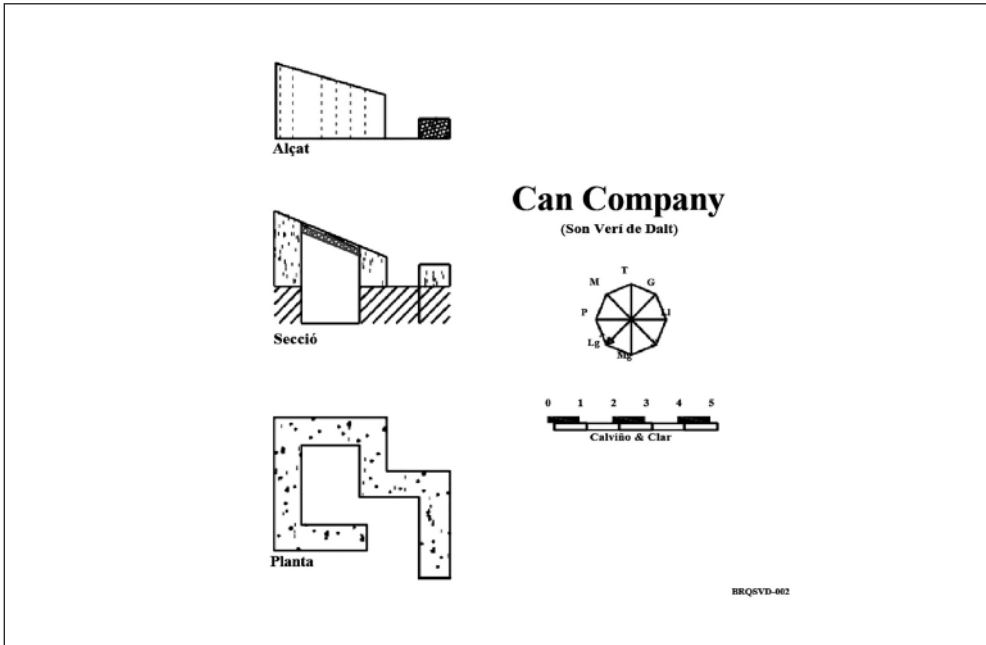 Alçat
Can Company
(Son Verí de Dalt)
T
M
G
P
Ll
Lg
Mg
Secció
0 1 2 3 4 5
Calviño & Clar
Planta
BRQSVD-002